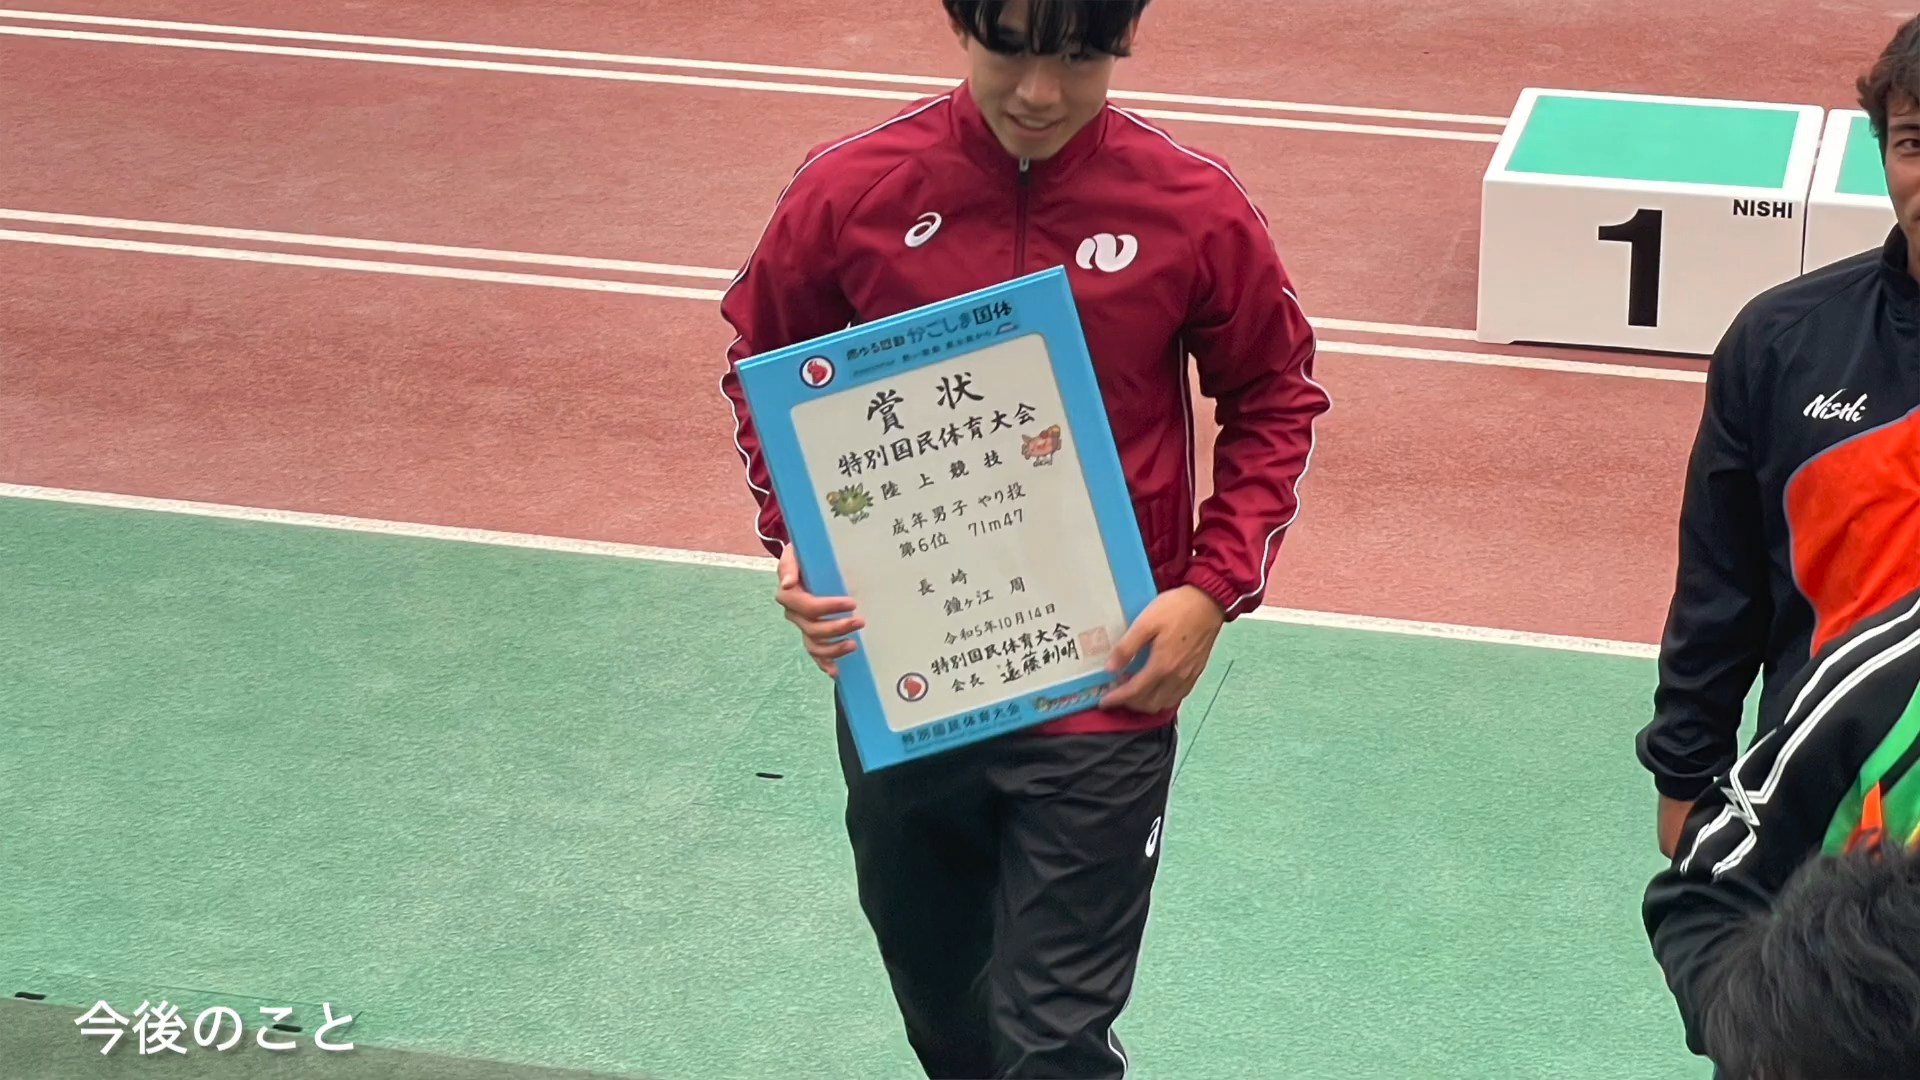 燃ゆる感動かごしま国体
賞状
特別国民体育大会
陸上競技
成年男子 やり投
第6位 71m47
長崎
鐘ヶ江 周
令和5年10月14日
特別国民体育大会
会長 遠藤利明
特別国民体育大会
NISHI
1
NiSHi
今後のこと